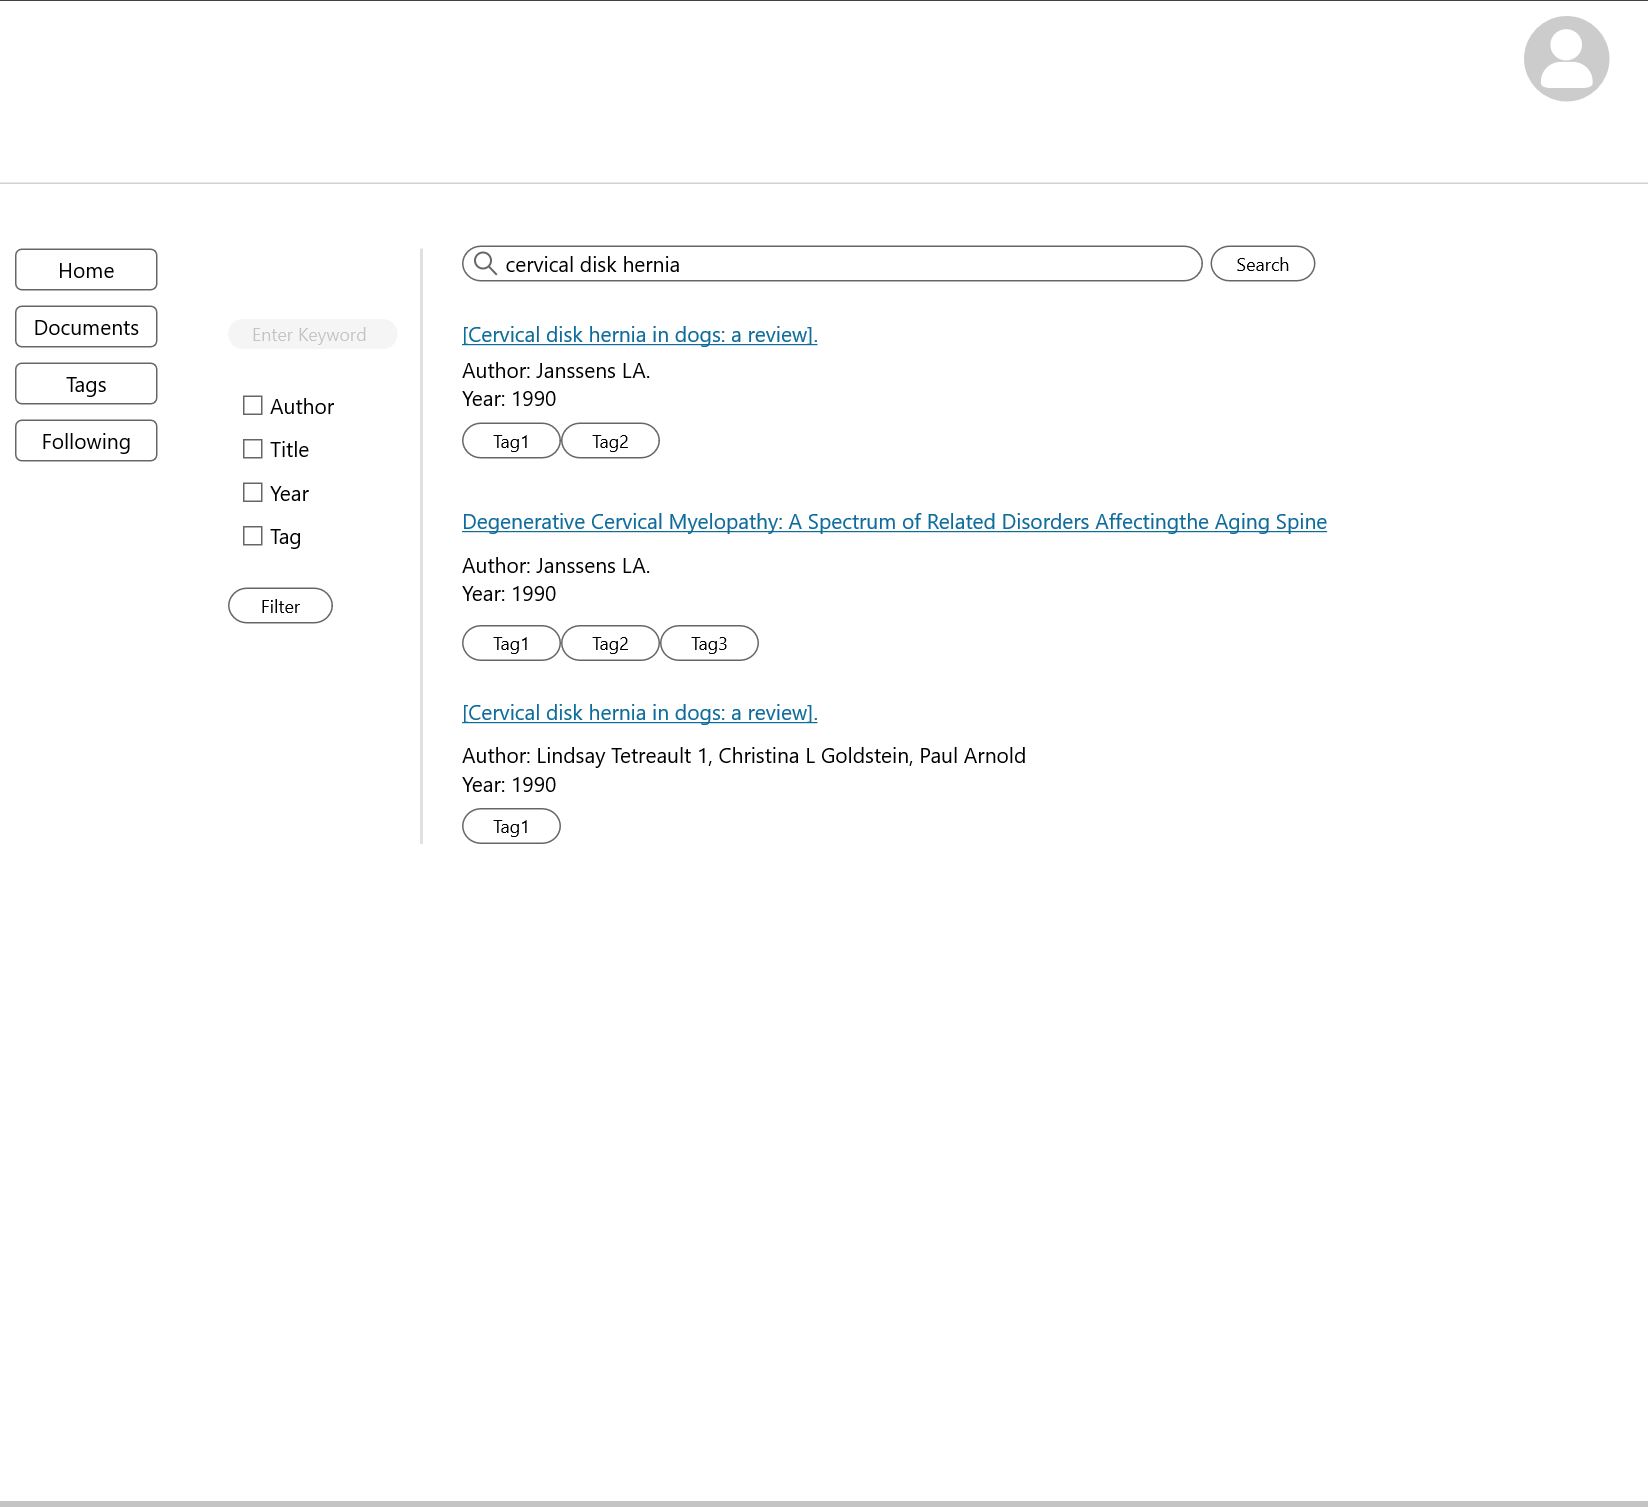 Home
Documents
Tags
Following
Enter Keyword
Author
Title
Year
Tag
Filter
cervical disk hernia
Search
[Cervical disk hernia in dogs: a review].
Author: Janssens LA.
Year: 1990
Tag1 Tag2
Degenerative Cervical Myelopathy: A Spectrum of Related Disorders Affectingthe Aging Spine
Author: Janssens LA.
Year: 1990
Tag1 Tag2 Tag3
[Cervical disk hernia in dogs: a review].
Author: Lindsay Tetreault 1, Christina L Goldstein, Paul Arnold
Year: 1990
Tag1